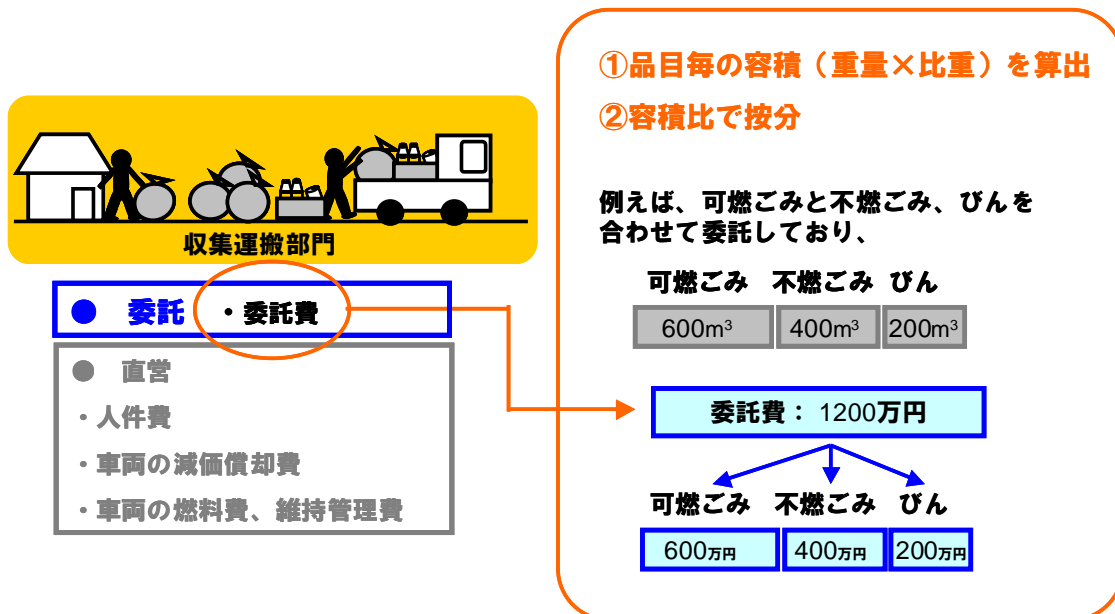 収集運搬部門
● 委託 ・委託費
● 直営
・人件費
・車両の減価償却費
・車両の燃料費、維持管理費
①品目毎の容積（重量×比重）を算出
②容積比で按分
例えば、可燃ごみと不燃ごみ、びんを
合わせて委託しており、
可燃ごみ 不燃ごみ びん
600m³ 400m³ 200m³
委託費： 1200万円
可燃ごみ 不燃ごみ びん
600万円 400万円 200万円